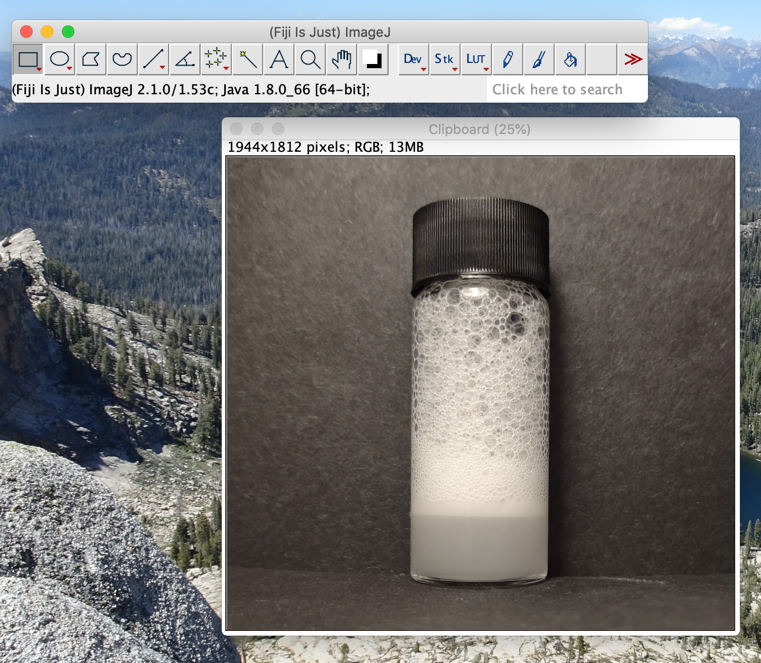 (Fiji Is Just) ImageJ
Dev Stk LUT
(Fiji Is Just) ImageJ 2.1.0/1.53c; Java 1.8.0_66 [64-bit];
Click here to search
Clipboard (25%)
1944x1812 pixels; RGB; 13MB